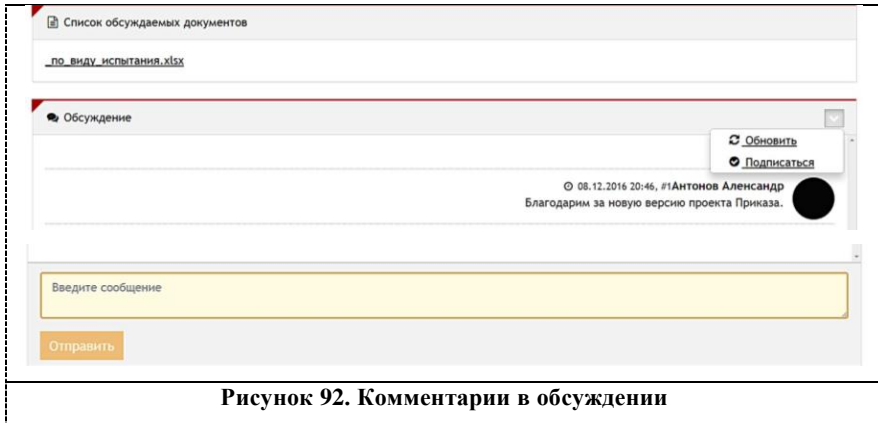 Список обсуждаемых документов
_по_виду_испытания.xlsx
Обсуждение
Обновить
Подписаться
08.12.2016 20:46, #1Антонов Аленсандр
Благодарим за новую версию проекта Приказа.
Введите сообщение
Отправить
Рисунок 92. Комментарии в обсуждении